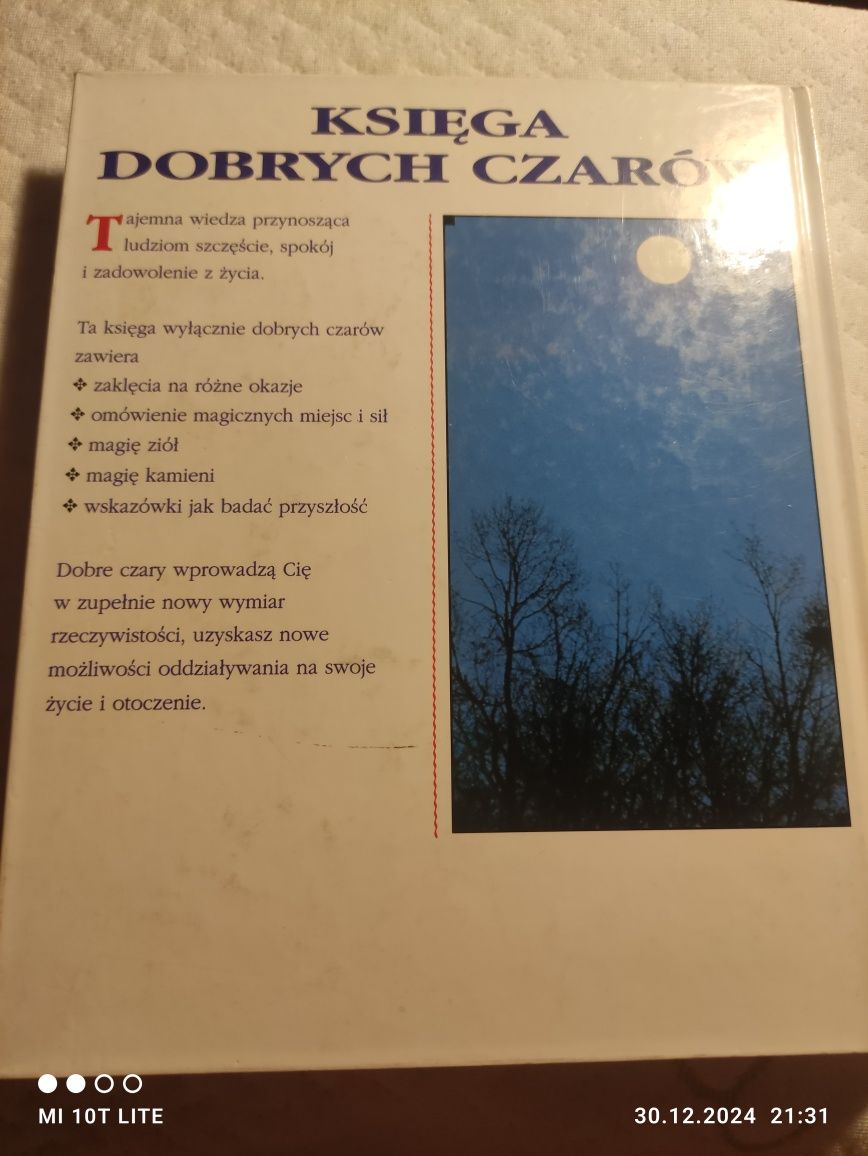 KSIĘGA
DOBRYCH CZARÓW
Tajemna wiedza przynosząca
ludziom szczęście, spokój
i zadowolenie z życia.
Ta księga wyłącznie dobrych czarów
zawiera
✥ zaklęcia na różne okazje
✥ omówienie magicznych miejsc i sił
✥ magię ziół
✥ magię kamieni
✥ wskazówki jak badać przyszłość
Dobre czary wprowadzą Cię
w zupełnie nowy wymiar
rzeczywistości, uzyskasz nowe
możliwości oddziaływania na swoje
życie i otoczenie.
MI 10T LITE
30.12.2024 21:31